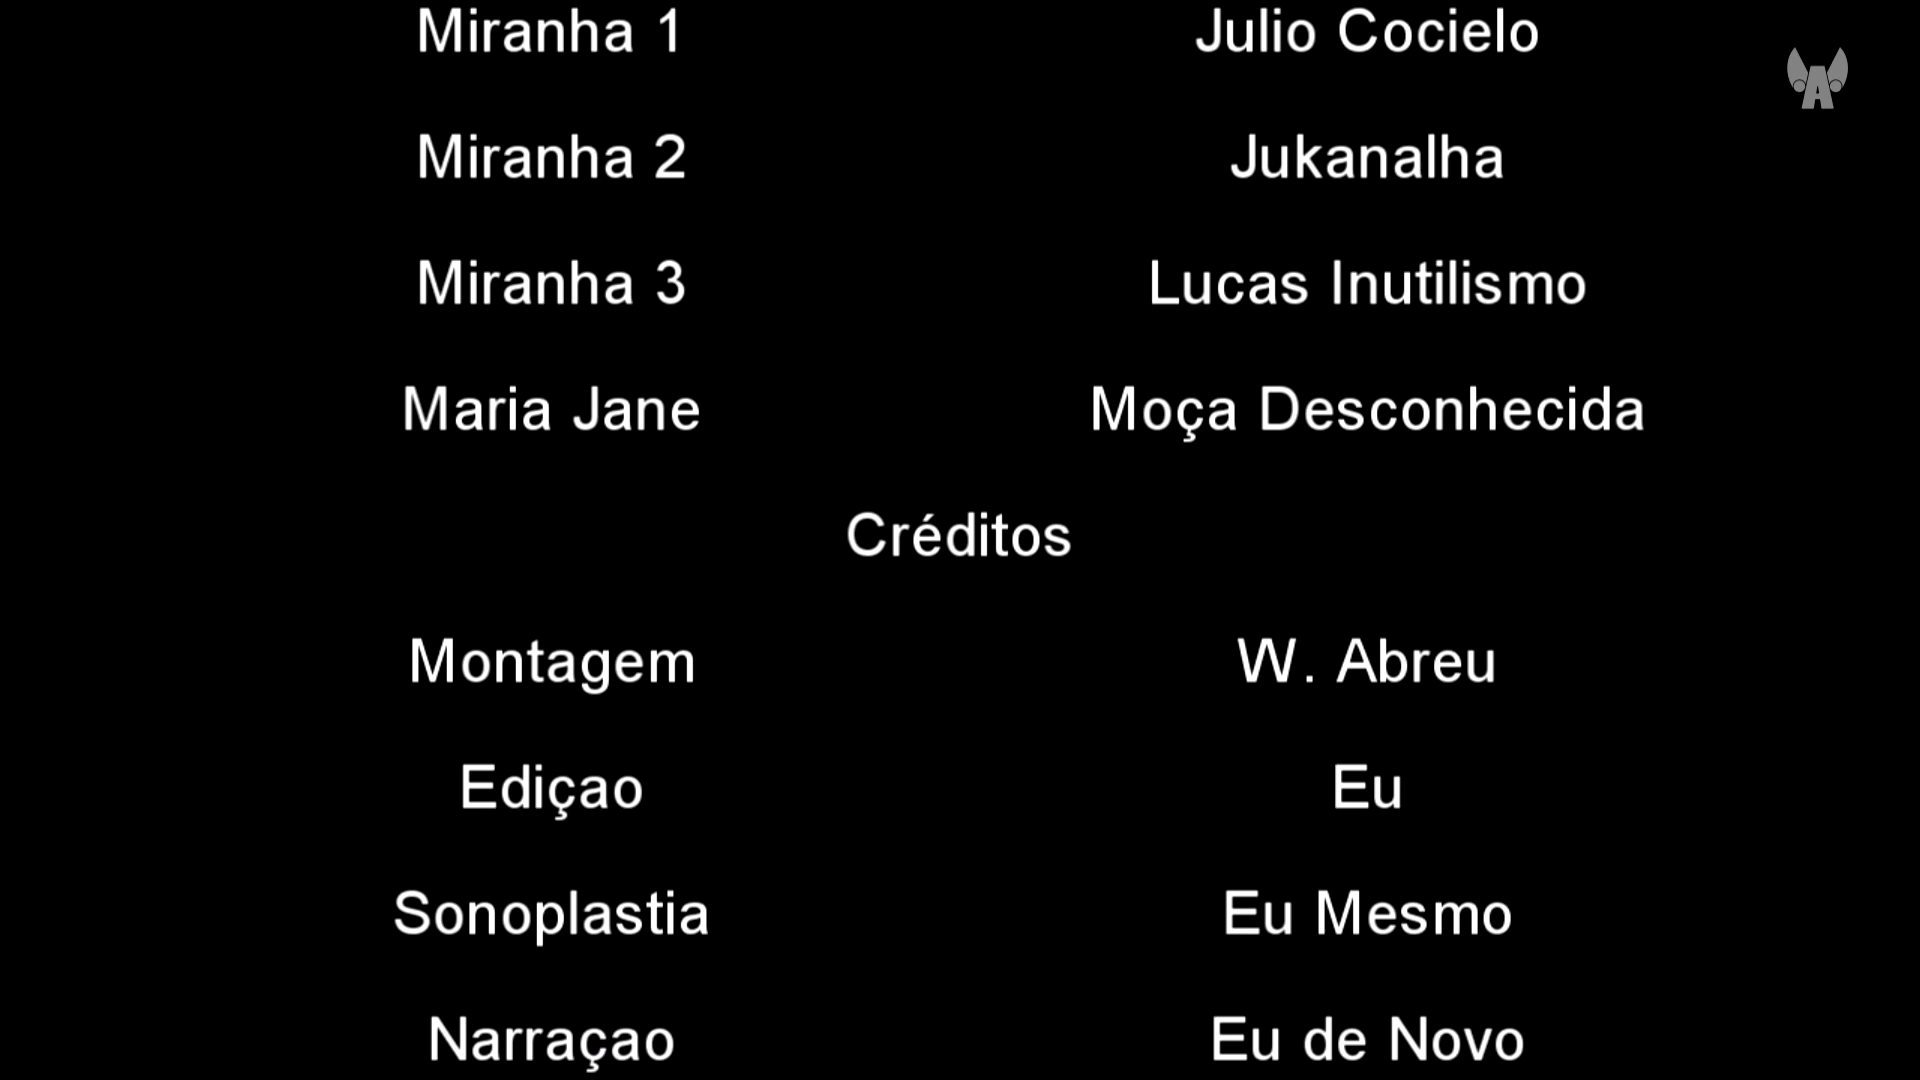 Miranha 1 Julio Cocielo
Miranha 2 Jukanalha
Miranha 3 Lucas Inutilismo
Maria Jane Moça Desconhecida
Créditos
Montagem W. Abreu
Ediçao Eu
Sonoplastia Eu Mesmo
Narraçao Eu de Novo